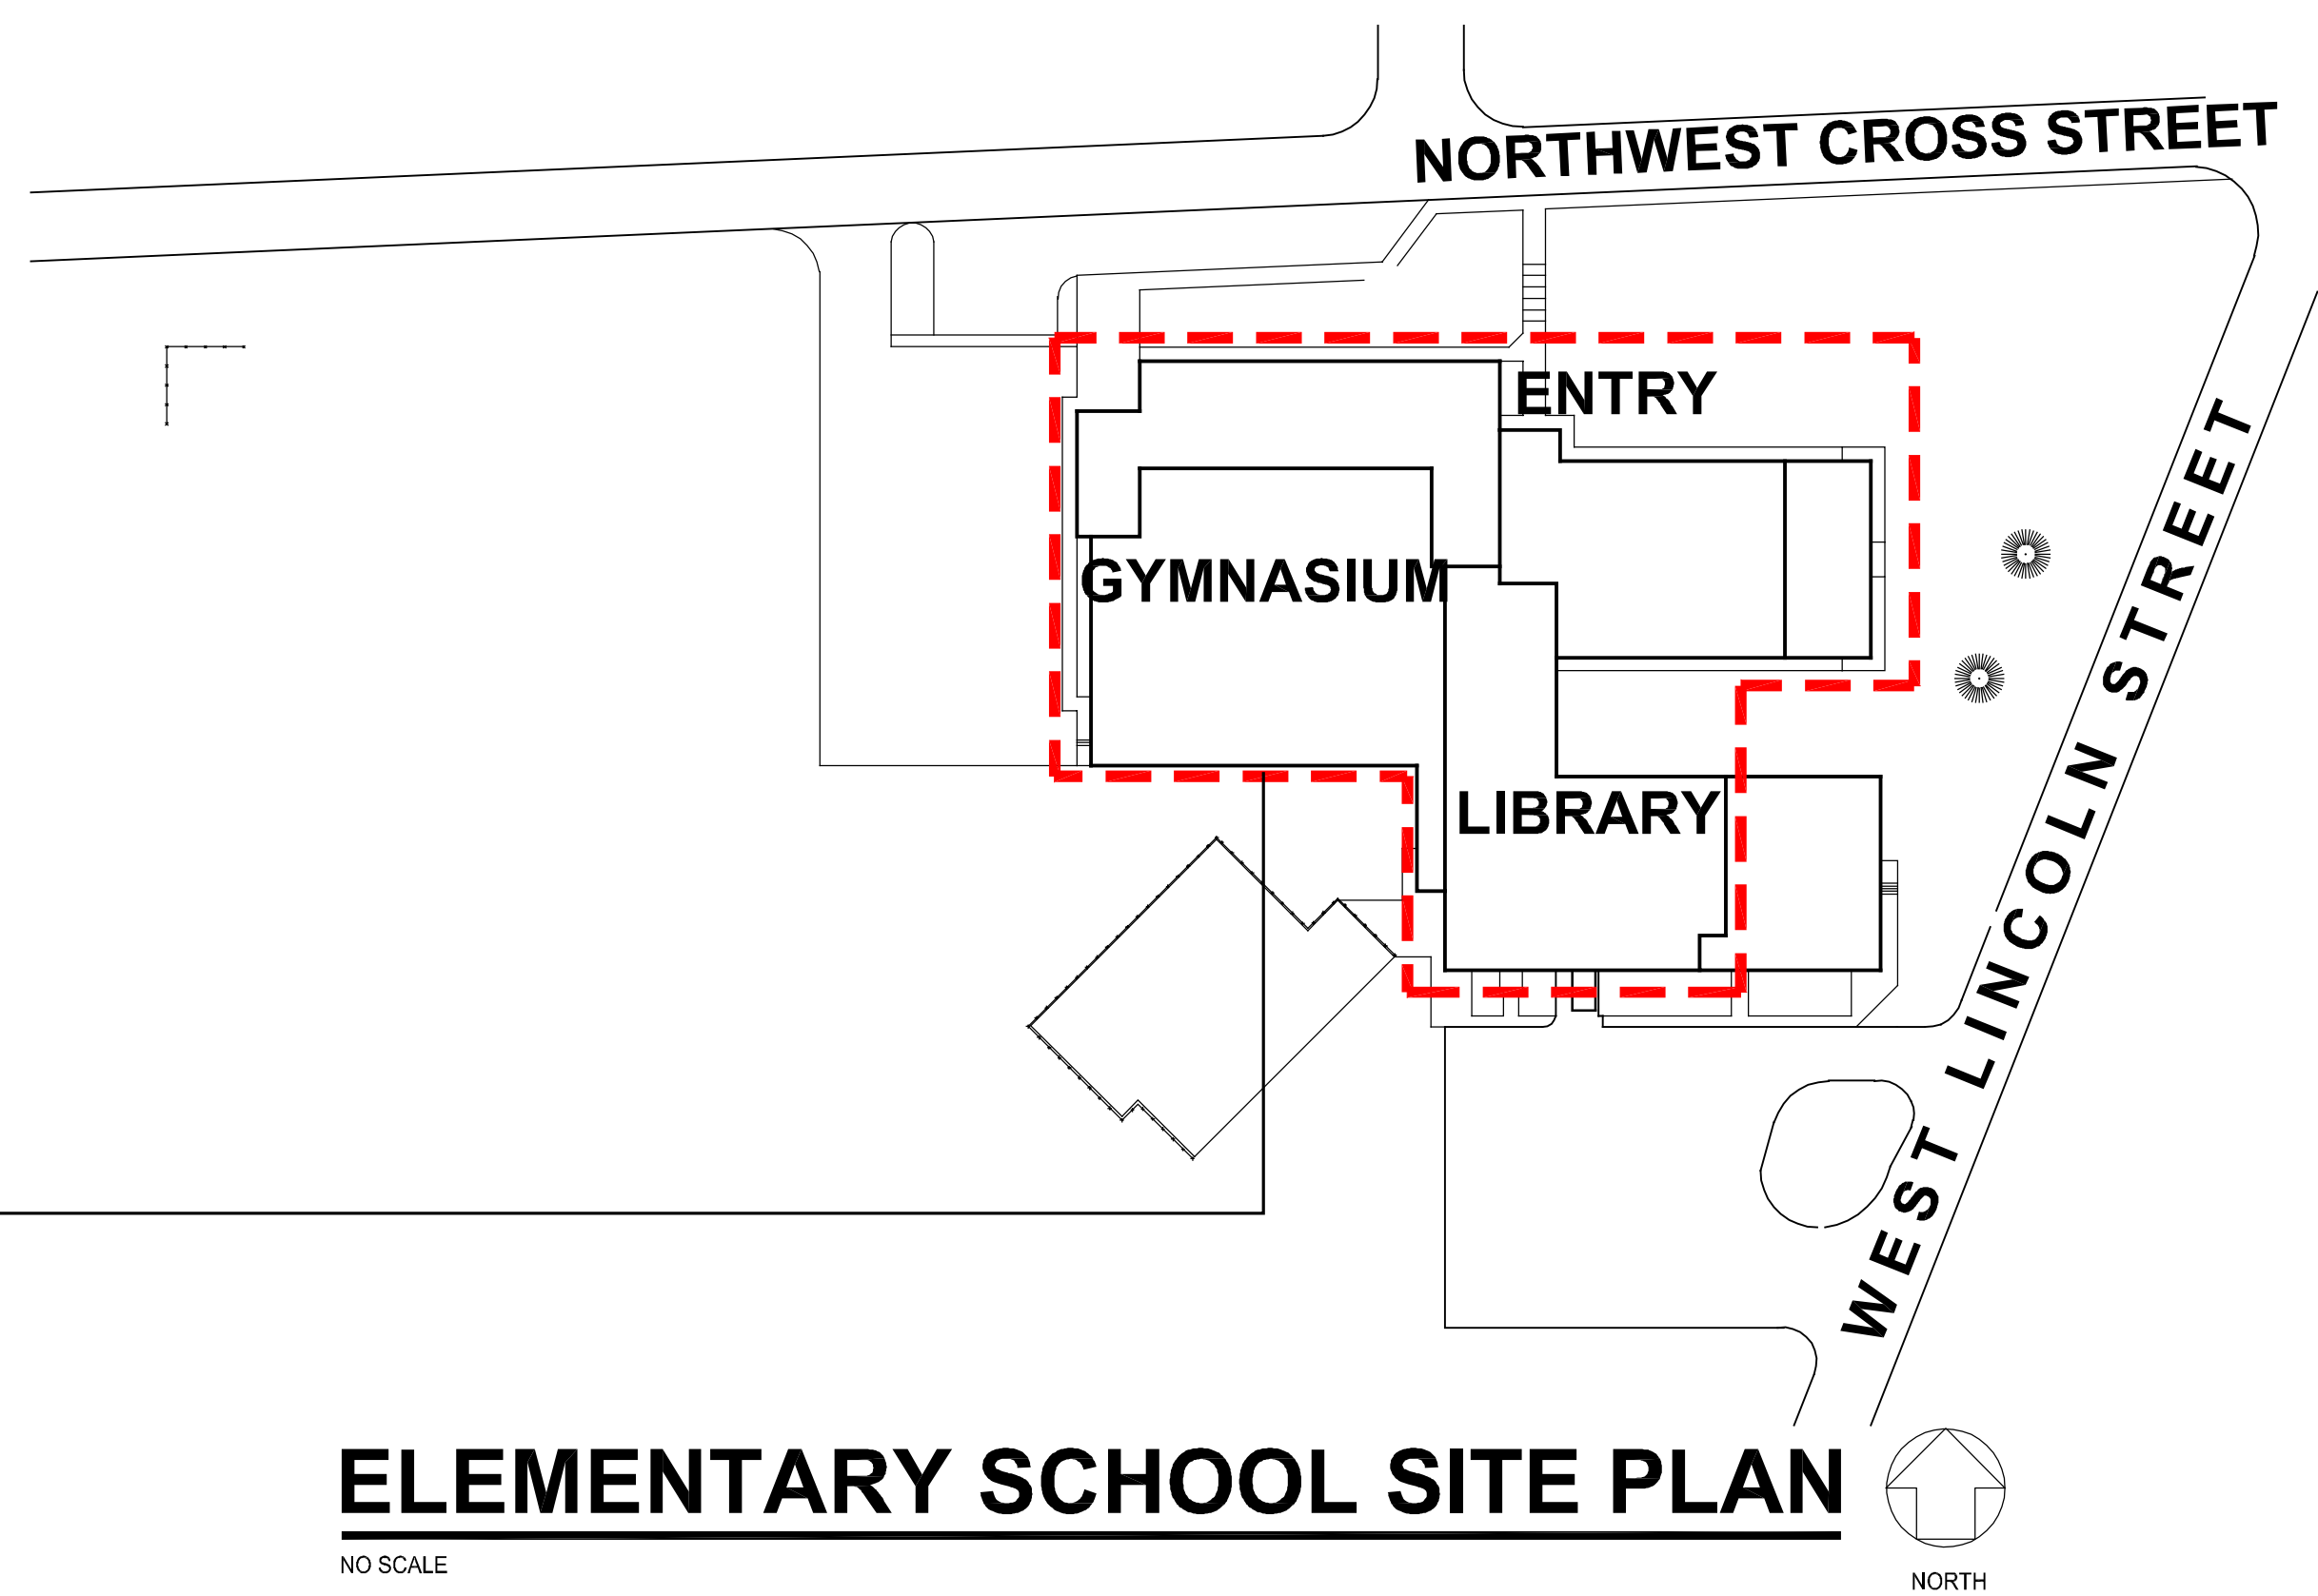 NORTHWEST CROSS STREET
ENTRY
GYMNASIUM
LIBRARY
WEST LINCOLN STREET
ELEMENTARY SCHOOL SITE PLAN
NO SCALE
NORTH